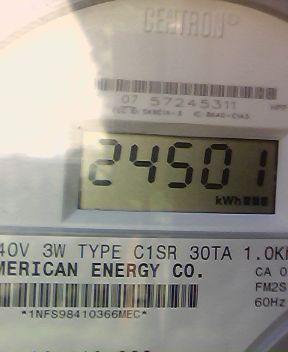 CENTRON®
07 57245311
24501
kWh
40V 3W TYPE C1SR 30TA 1.0K
MERICAN ENERGY CO.
CA 0
FM2S
60Hz
*1NFS98410366MEC*